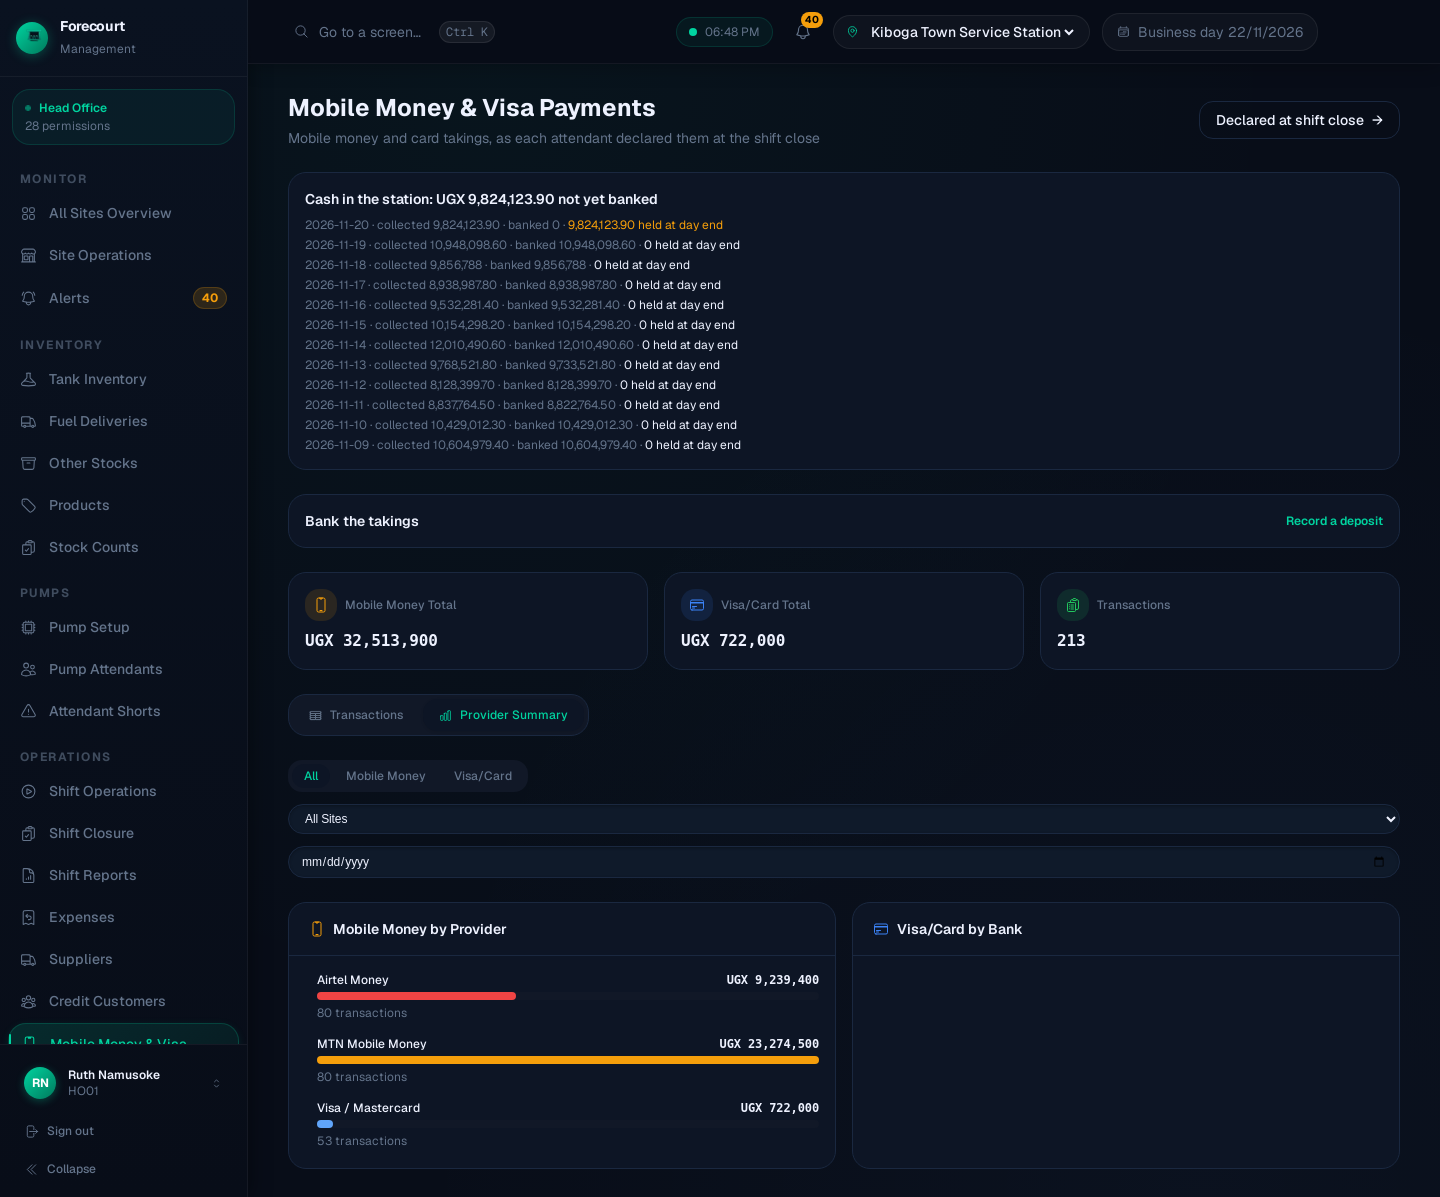 Forecourt
Management
Head Office
28 permissions
MONITOR
All Sites Overview
Site Operations
Alerts
40
INVENTORY
Tank Inventory
Fuel Deliveries
Other Stocks
Products
Stock Counts
PUMPS
Pump Setup
Pump Attendants
Attendant Shorts
OPERATIONS
Shift Operations
Shift Closure
Shift Reports
Expenses
Suppliers
Credit Customers
Mobile Money & Visa
RN
Ruth Namusoke
HO01
Sign out
Collapse
Go to a screen...
Ctrl K
06:48 PM
40
Kiboga Town Service Station
Business day 22/11/2026
Mobile Money & Visa Payments
Mobile money and card takings, as each attendant declared them at the shift close
Declared at shift close →
Cash in the station: UGX 9,824,123.90 not yet banked
2026-11-20 · collected 9,824,123.90 · banked 0 · 9,824,123.90 held at day end
2026-11-19 · collected 10,948,098.60 · banked 10,948,098.60 · 0 held at day end
2026-11-18 · collected 9,856,788 · banked 9,856,788 · 0 held at day end
2026-11-17 · collected 8,938,987.80 · banked 8,938,987.80 · 0 held at day end
2026-11-16 · collected 9,532,281.40 · banked 9,532,281.40 · 0 held at day end
2026-11-15 · collected 10,154,298.20 · banked 10,154,298.20 · 0 held at day end
2026-11-14 · collected 12,010,490.60 · banked 12,010,490.60 · 0 held at day end
2026-11-13 · collected 9,768,521.80 · banked 9,733,521.80 · 0 held at day end
2026-11-12 · collected 8,128,399.70 · banked 8,128,399.70 · 0 held at day end
2026-11-11 · collected 8,837,764.50 · banked 8,822,764.50 · 0 held at day end
2026-11-10 · collected 10,429,012.30 · banked 10,429,012.30 · 0 held at day end
2026-11-09 · collected 10,604,979.40 · banked 10,604,979.40 · 0 held at day end
Bank the takings
Record a deposit
Mobile Money Total
UGX 32,513,900
Visa/Card Total
UGX 722,000
Transactions
213
Transactions
Provider Summary
All
Mobile Money
Visa/Card
All Sites
mm/dd/yyyy
Mobile Money by Provider
Airtel Money
UGX 9,239,400
80 transactions
MTN Mobile Money
UGX 23,274,500
80 transactions
Visa / Mastercard
UGX 722,000
53 transactions
Visa/Card by Bank